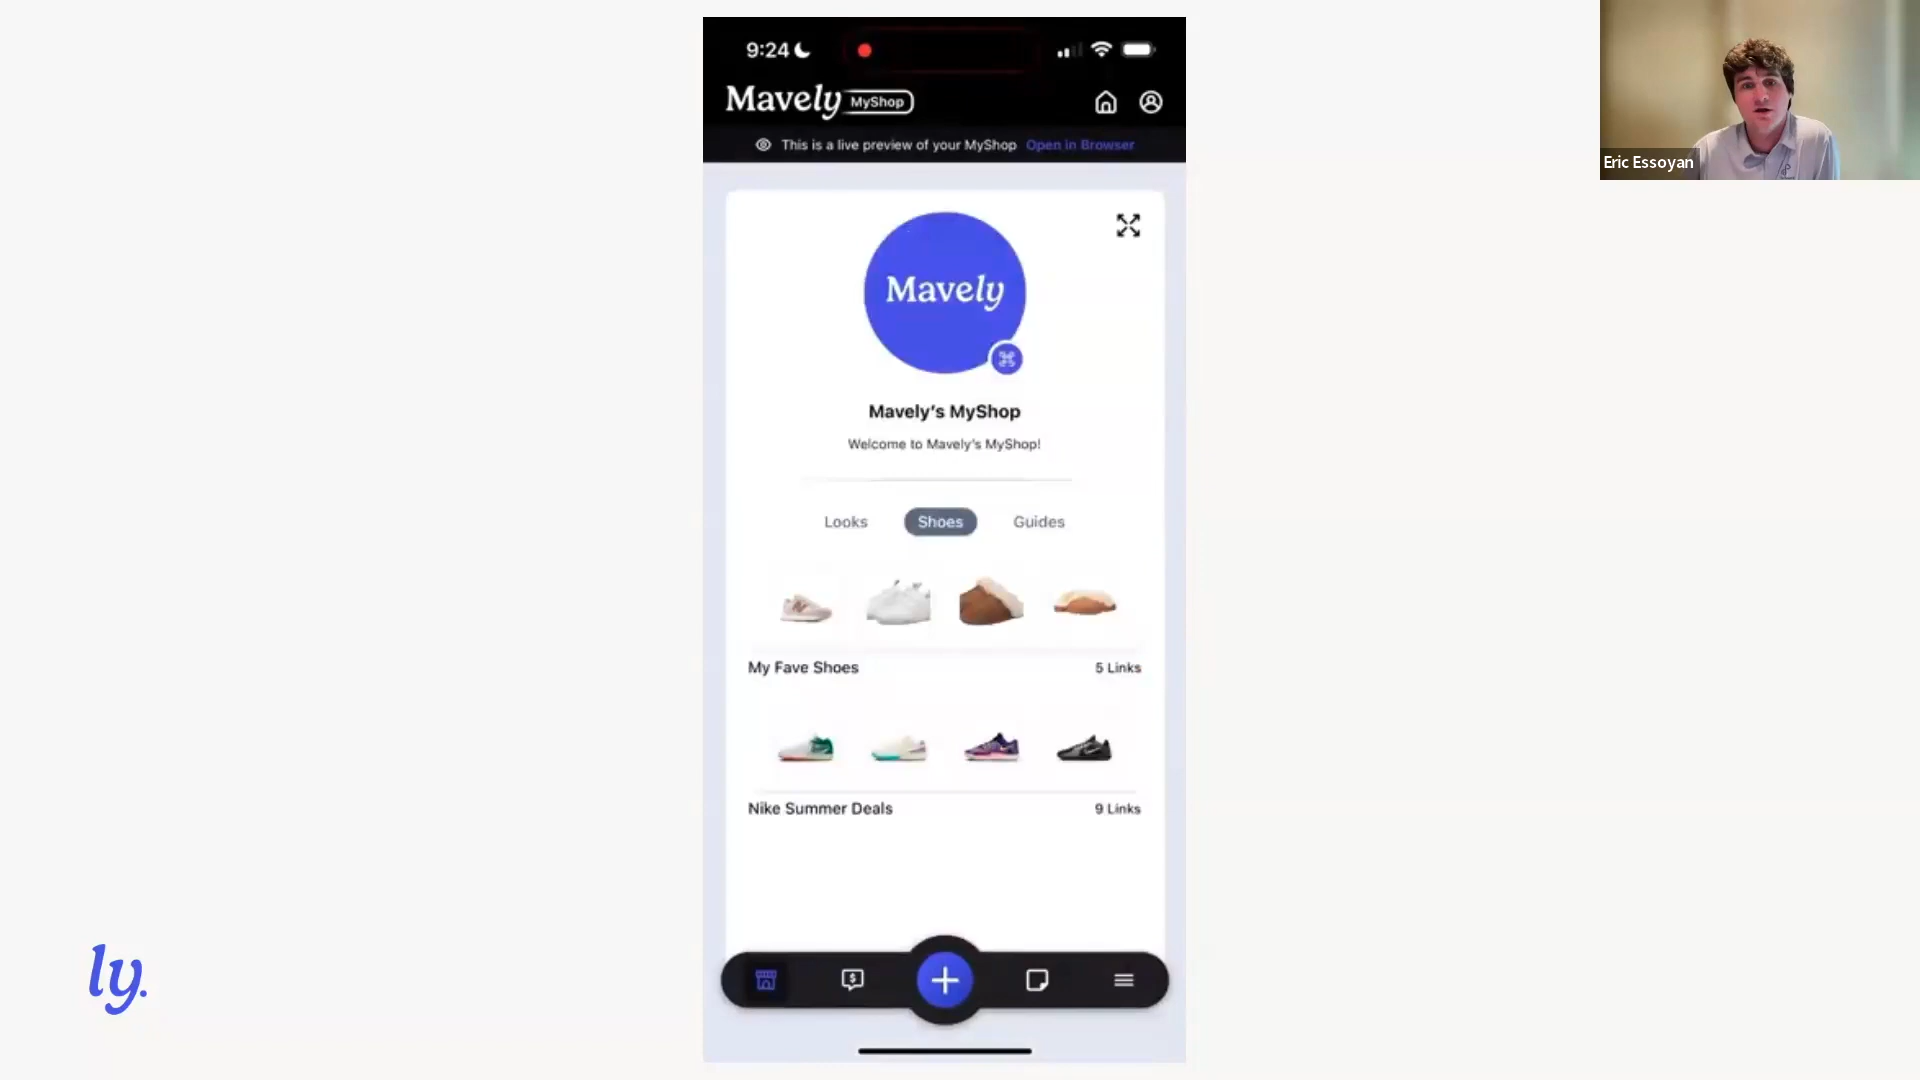 9:24
Mavely MyShop
This is a live preview of your MyShop Open in Browser
Mavely
Mavely's MyShop
Welcome to Mavely's MyShop!
Looks Shoes Guides
My Fave Shoes 5 Links
Nike Summer Deals 9 Links
ly.
Eric Essoyan